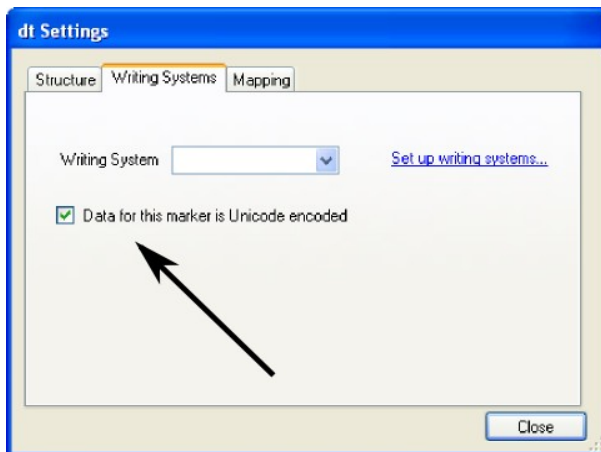 dt Settings
Structure Writing Systems Mapping
Writing System Set up writing systems...
Data for this marker is Unicode encoded
Close